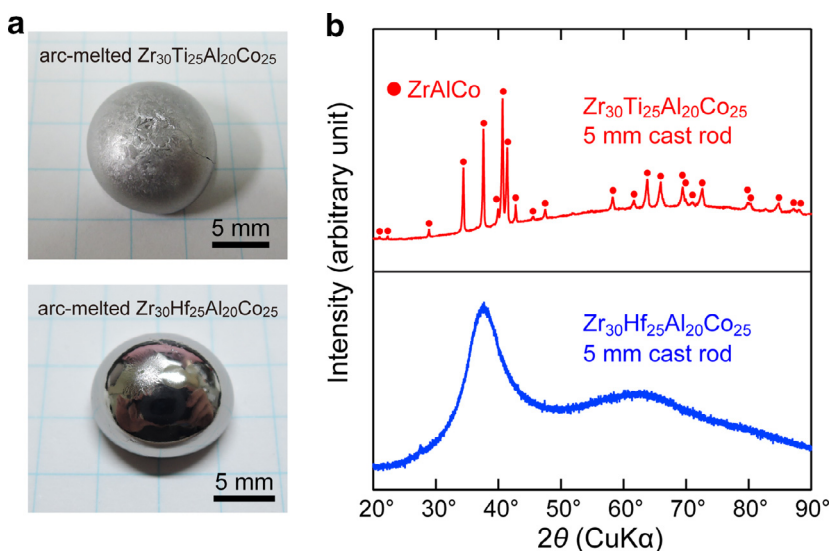 a
arc-melted Zr₃₀Ti₂₅Al₂₀Co₂₅
5 mm
arc-melted Zr₃₀Hf₂₅Al₂₀Co₂₅
5 mm
b
Intensity (arbitrary unit)
ZrAlCo
Zr₃₀Ti₂₅Al₂₀Co₂₅
5 mm cast rod
Zr₃₀Hf₂₅Al₂₀Co₂₅
5 mm cast rod
20° 30° 40° 50° 60° 70° 80° 90°
2θ (CuKα)